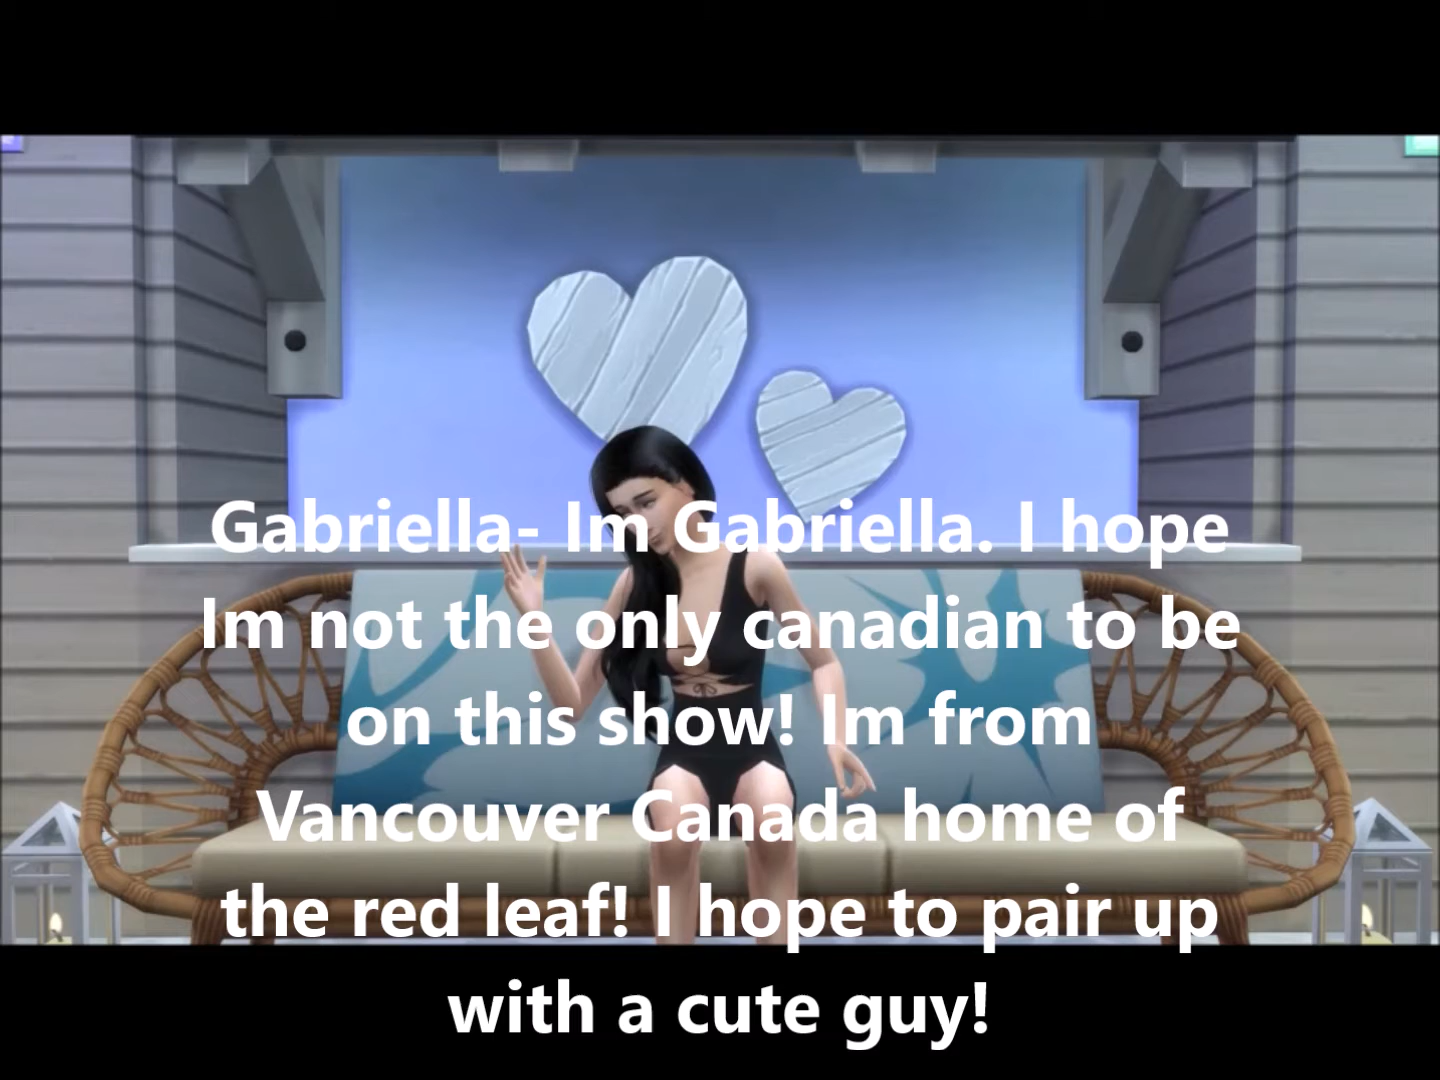 Gabriella- Im Gabriella. I hope
Im not the only canadian to be
on this show! Im from
Vancouver Canada home of
the red leaf! I hope to pair up
with a cute guy!